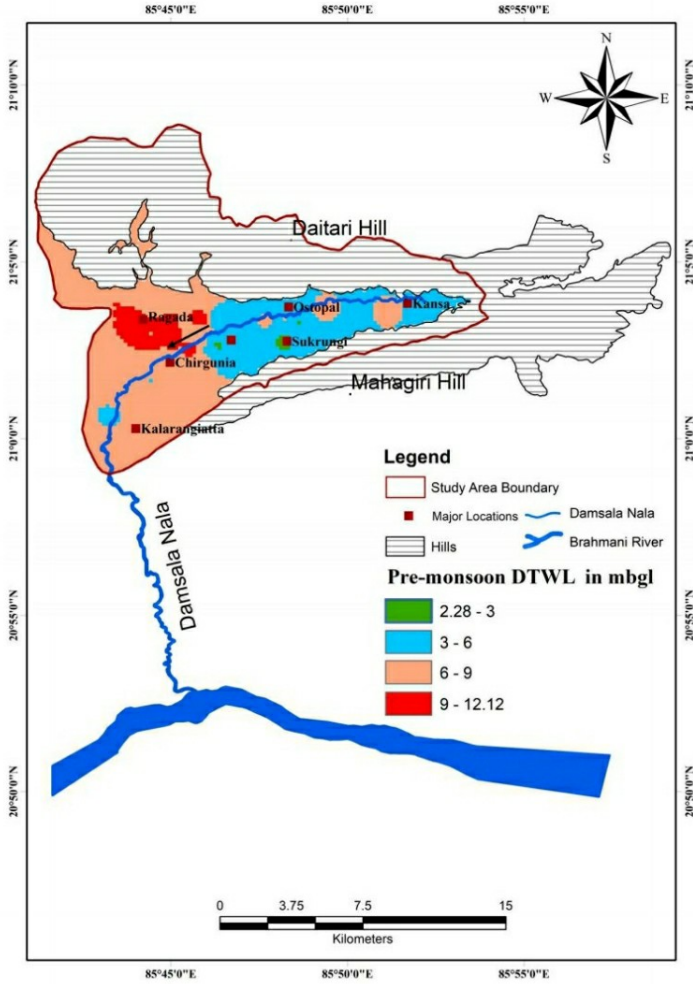 85°45'0"E 85°50'0"E 85°55'0"E
21°10'0"N
21°10'0"N
N
W
E
S
Daitari Hill
21°5'0"N
21°5'0"N
Ostopal
Kansa
Ragada
Sukrungi
Chirgunia
Mahagiri Hill
Kalarangiatta
21°0'0"N
21°0'0"N
Legend
Study Area Boundary
Major Locations
Damsala Nala
Hills
Brahmani River
Pre-monsoon DTWL in mbgl
2.28 - 3
3 - 6
6 - 9
9 - 12.12
Damsala Nala
20°55'0"N
20°55'0"N
20°50'0"N
20°50'0"N
0 3.75 7.5 15
Kilometers
85°45'0"E 85°50'0"E 85°55'0"E